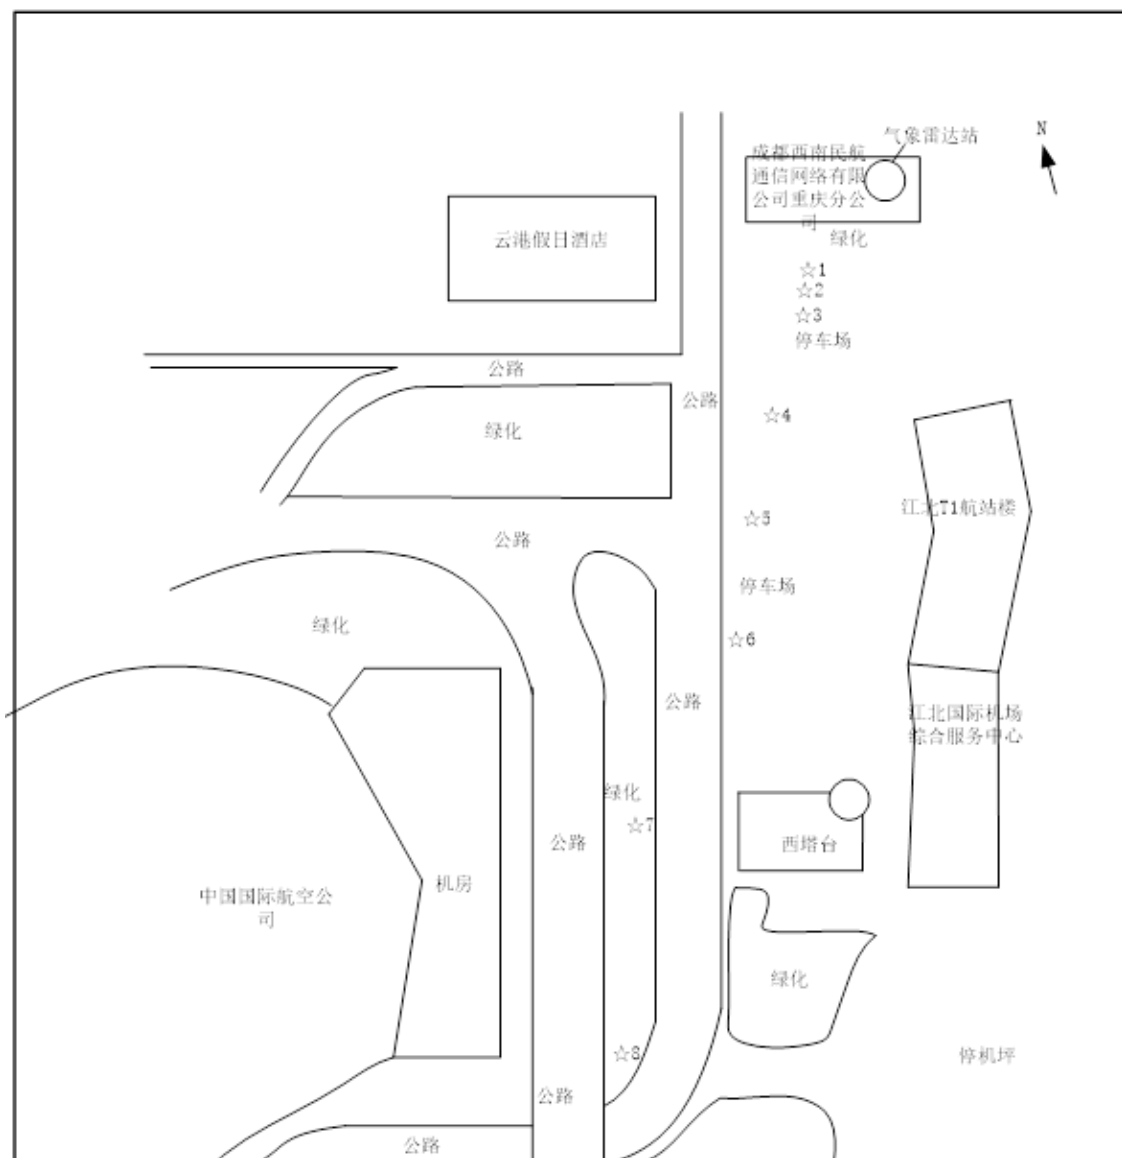 气象雷达站
N
成都西南民航
通信网络有限
公司重庆分公
司
绿化
云港假日酒店
☆1
☆2
☆3
停车场
公路
公路
☆4
绿化
江北T1航站楼
☆5
公路
停车场
绿化
☆6
公路
江北国际机场
综合服务中心
绿化
☆7
公路
西塔台
机房
中国国际航空公
司
绿化
☆8
停机坪
公路
公路